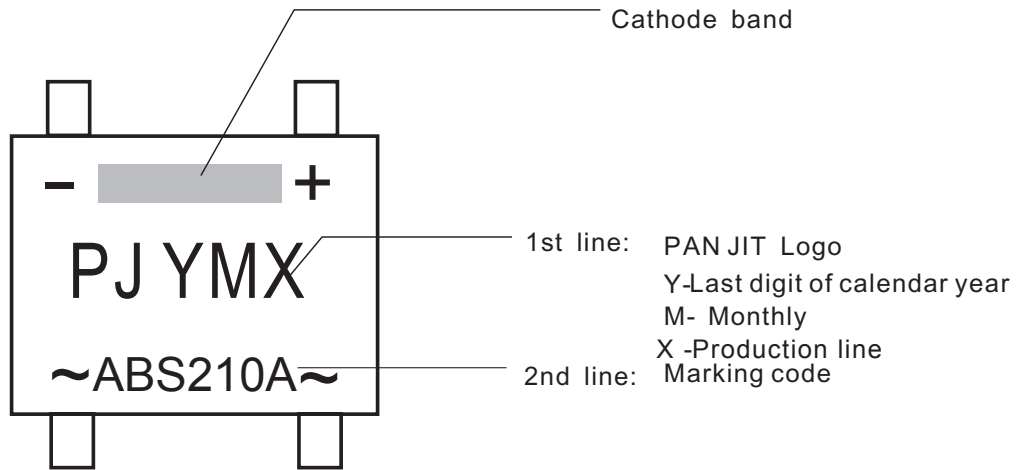 Cathode band
- +
PJ YMX
1st line: PAN JIT Logo
Y-Last digit of calendar year
M- Monthly
X -Production line
~ABS210A~
2nd line: Marking code